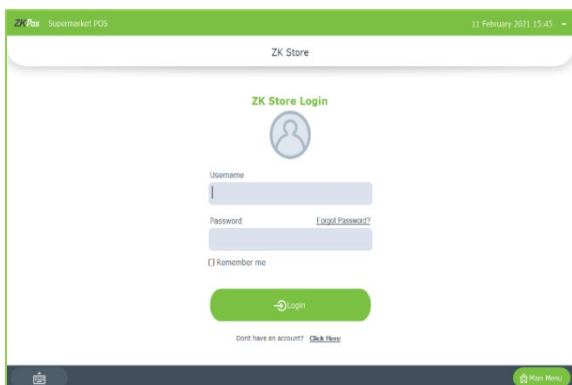 ZKPos Supermarket POS 11 February 2021 15:45 -
ZK Store
ZK Store Login
Username
Password Forgot Password?
Remember me
Login
Dont have an account? Click Here
Main Menu